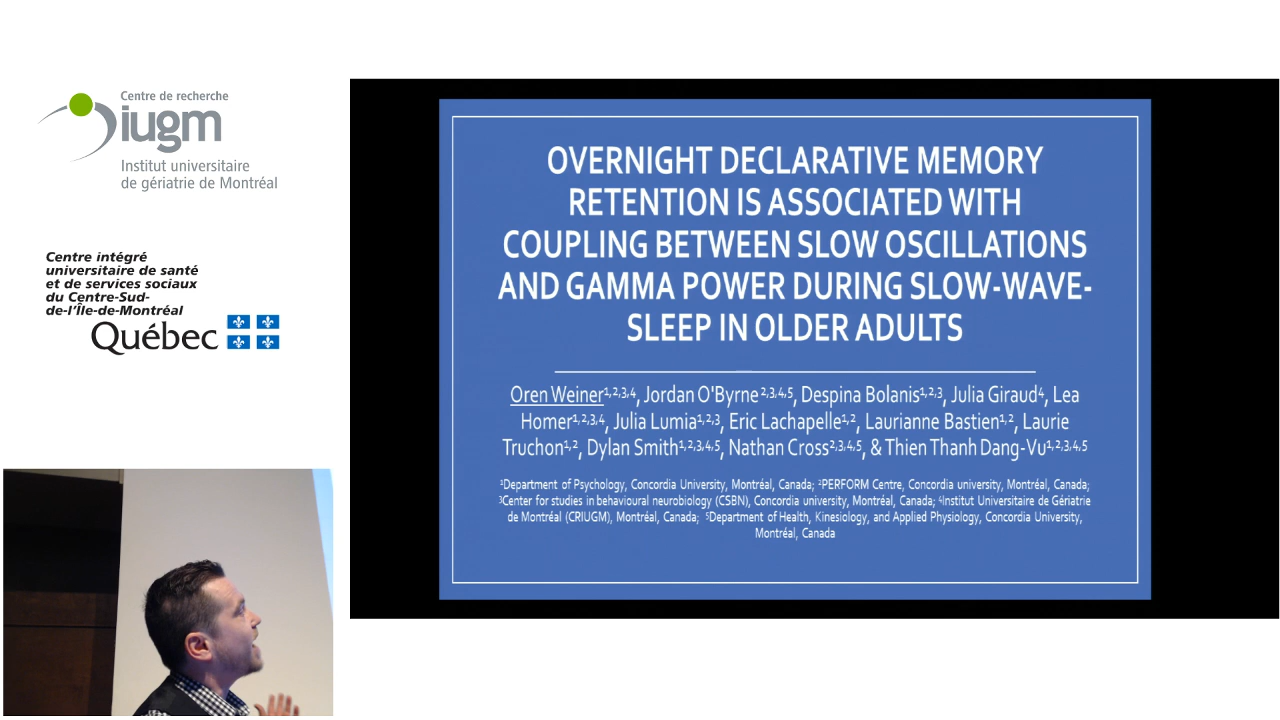 Centre de recherche
iugm
Institut universitaire
de gériatrie de Montréal
Centre intégré
universitaire de santé
et de services sociaux
du Centre-Sud-
de-l'Île-de-Montréal
Québec
OVERNIGHT DECLARATIVE MEMORY
RETENTION IS ASSOCIATED WITH
COUPLING BETWEEN SLOW OSCILLATIONS
AND GAMMA POWER DURING SLOW-WAVE-
SLEEP IN OLDER ADULTS
Oren Weiner¹,²,³,⁴, Jordan O'Byrne ²,³,⁴,⁵, Despina Bolanis¹,²,³, Julia Giraud⁴, Lea
Homer¹,²,³,⁴, Julia Lumia¹,²,³, Eric Lachapelle¹,², Laurianne Bastien¹,², Laurie
Truchon¹,², Dylan Smith¹,²,³,⁴,⁵, Nathan Cross²,³,⁴,⁵, & Thien Thanh Dang-Vu¹,²,³,⁴,⁵
¹Department of Psychology, Concordia University, Montréal, Canada; ²PERFORM Centre, Concordia university, Montréal, Canada;
³Center for studies in behavioural neurobiology (CSBN), Concordia university, Montréal, Canada; ⁴Institut Universitaire de Gériatrie
de Montréal (CRIUGM), Montréal, Canada; ⁵Department of Health, Kinesiology, and Applied Physiology, Concordia University,
Montréal, Canada